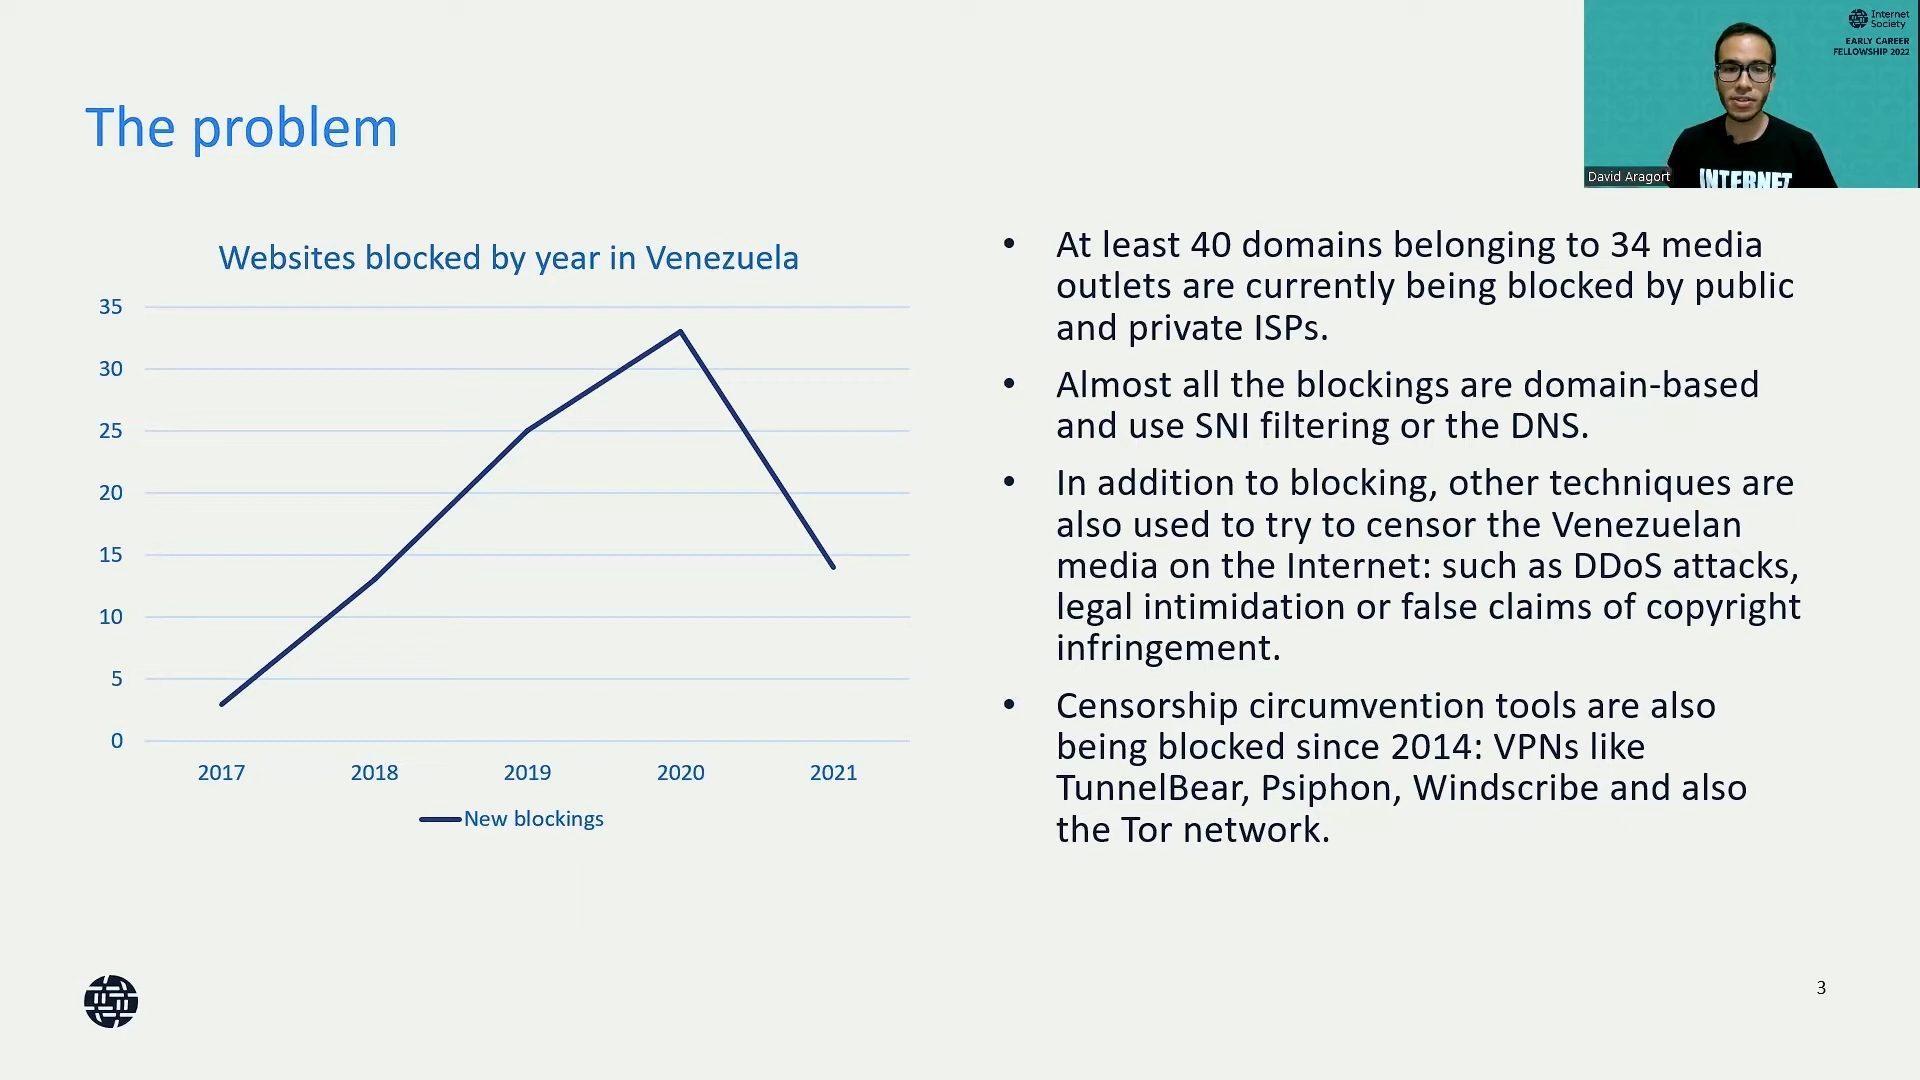 Internet
Society
EARLY CAREER
FELLOWSHIP 2022
INTERNET
David Aragort
The problem
Websites blocked by year in Venezuela
35
30
25
20
15
10
5
0
2017 2018 2019 2020 2021
New blockings
• At least 40 domains belonging to 34 media
outlets are currently being blocked by public
and private ISPs.
• Almost all the blockings are domain-based
and use SNI filtering or the DNS.
• In addition to blocking, other techniques are
also used to try to censor the Venezuelan
media on the Internet: such as DDoS attacks,
legal intimidation or false claims of copyright
infringement.
• Censorship circumvention tools are also
being blocked since 2014: VPNs like
TunnelBear, Psiphon, Windscribe and also
the Tor network.
3